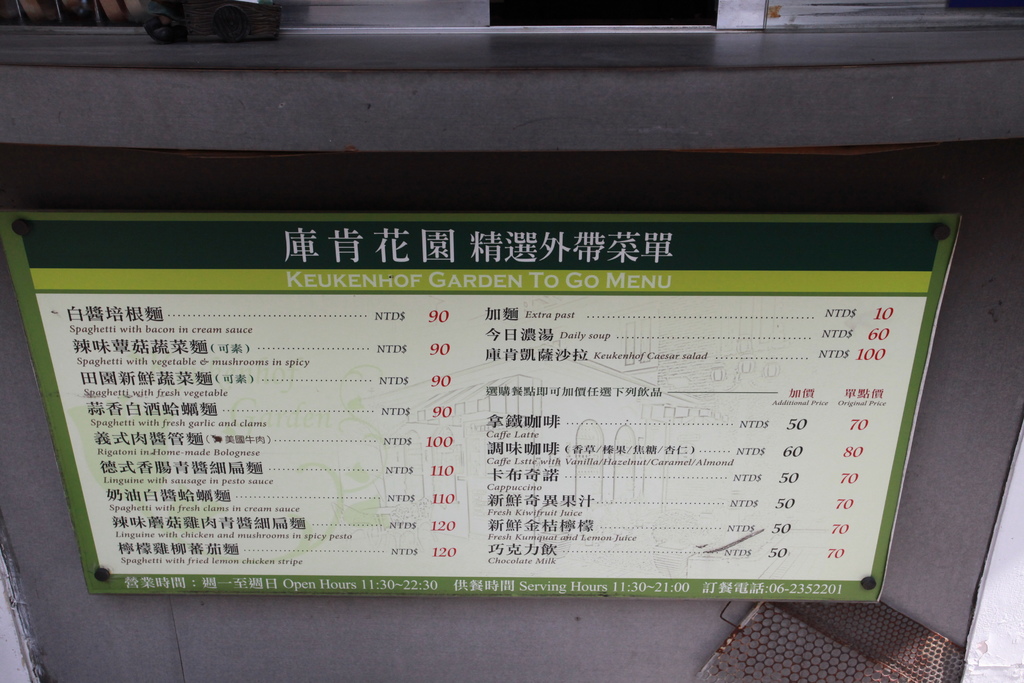 庫肯花園 精選外帶菜單
KEUKENHOF GARDEN TO GO MENU
白醬培根麵 NTD$ 90
Spaghetti with bacon in cream sauce
辣味蕈菇蔬菜麵(可素) NTD$ 90
Spaghetti with vegetable & mushrooms in spicy
田園新鮮蔬菜麵(可素) NTD$ 90
Spaghetti with fresh vegetable
蒜香白酒蛤蠣麵 NTD$ 90
Spaghetti with fresh garlic and clams
義式肉醬管麵(美國牛肉) NTD$ 100
Rigatoni in Home-made Bolognese
德式香腸青醬細扁麵 NTD$ 110
Linguine with sausage in pesto sauce
奶油白醬蛤蠣麵 NTD$ 110
Spaghetti with fresh clams in cream sauce
辣味蘑菇雞肉青醬細扁麵 NTD$ 120
Linguine with chicken and mushrooms in spicy pesto
檸檬雞柳蕃茄麵 NTD$ 120
Spaghetti with fried lemon chicken stripe
加麵 Extra past NTD$ 10
今日濃湯 Daily soup NTD$ 60
庫肯凱薩沙拉 Keukenhof Caesar salad NTD$ 100
選購餐點即可加價任選下列飲品 加價 單點價
Additional Price Original Price
拿鐵咖啡 NTD$ 50 70
Caffe Latte
調味咖啡(香草/榛果/焦糖/杏仁) NTD$ 60 80
Caffe Lstte with Vanilla/Hazelnut/Caramel/Almond
卡布奇諾 NTD$ 50 70
Cappuccino
新鮮奇異果汁 NTD$ 50 70
Fresh Kiwifruit Juice
新鮮金桔檸檬 NTD$ 50 70
Fresh Kumquat and Lemon Juice
巧克力飲 NTD$ 50 70
Chocolate Milk
營業時間：週一至週日 Open Hours 11:30~22:30 供餐時間 Serving Hours 11:30~21:00 訂餐電話:06-2352201